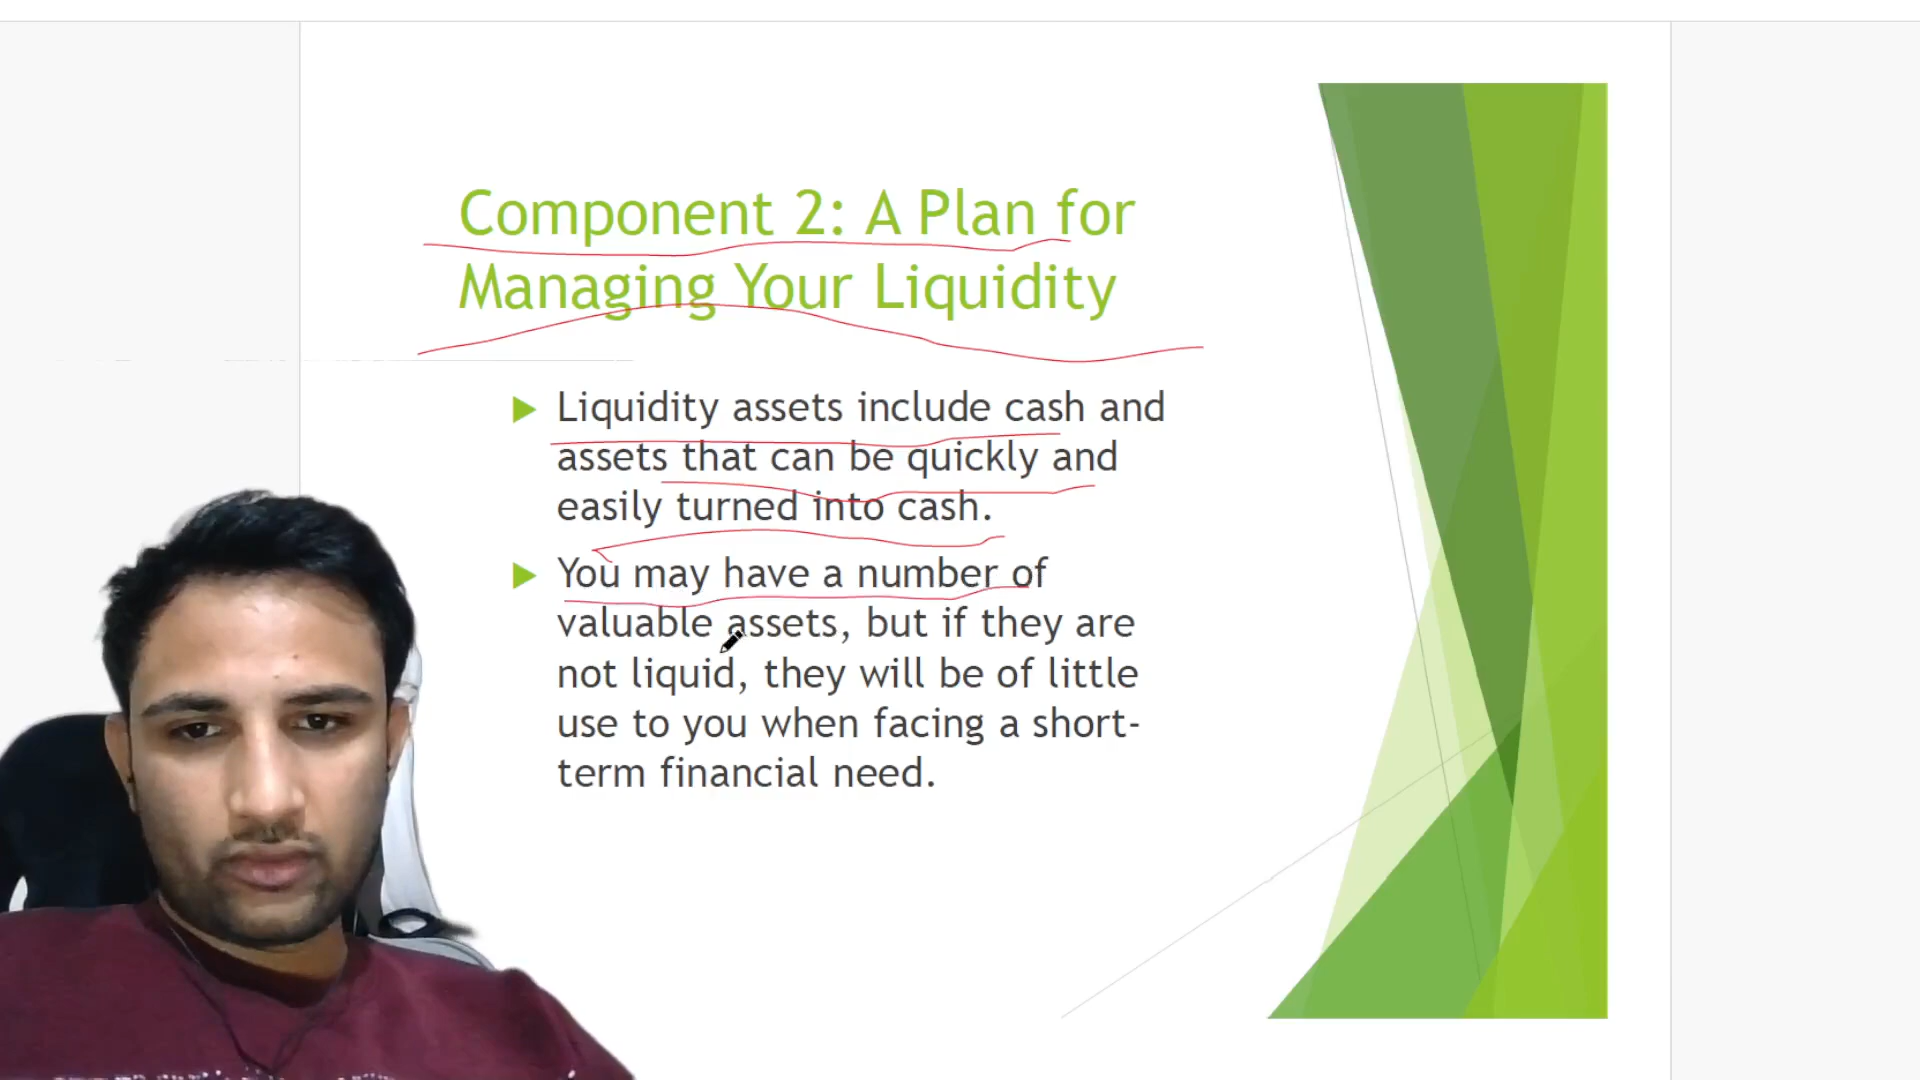 Component 2: A Plan for
Managing Your Liquidity
Liquidity assets include cash and
assets that can be quickly and
easily turned into cash.
You may have a number of
valuable assets, but if they are
not liquid, they will be of little
use to you when facing a short-
term financial need.